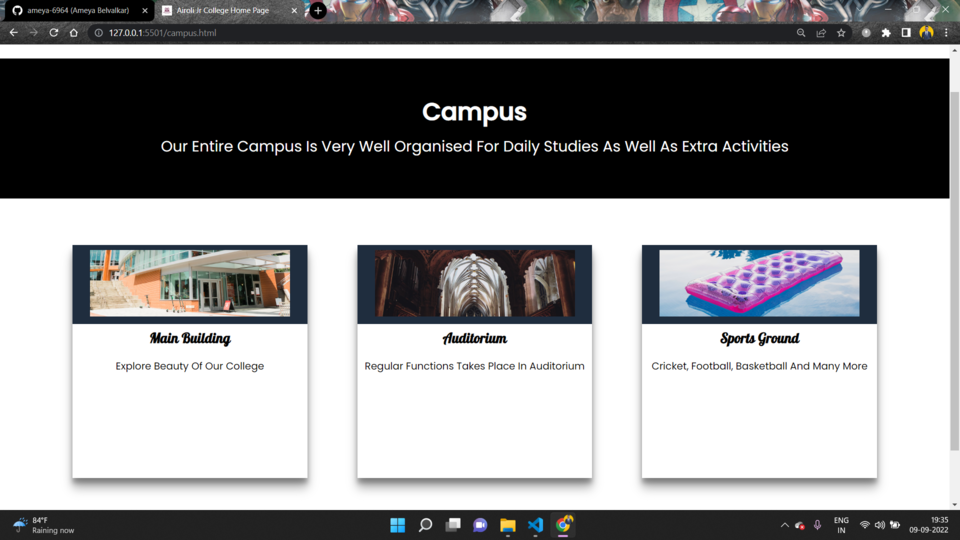 ameya-6964 (Ameya Belvalkar)
Airoli Jr College Home Page
127.0.0.1:5501/campus.html
Campus
Our Entire Campus Is Very Well Organised For Daily Studies As Well As Extra Activities
Main Building
Explore Beauty Of Our College
Auditorium
Regular Functions Takes Place In Auditorium
Sports Ground
Cricket, Football, Basketball And Many More
84°F
Raining now
ENG
IN
19:35
09-09-2022